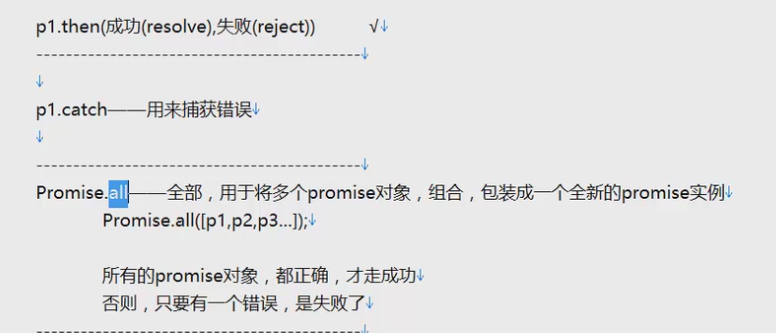 p1.then(成功(resolve),失败(reject)) √↓
-------------------------------------------↓
↓
p1.catch——用来捕获错误↓
↓
-------------------------------------------↓
Promise.all——全部，用于将多个promise对象，组合，包装成一个全新的promise实例↓
Promise.all([p1,p2,p3...]);↓
所有的promise对象，都正确，才走成功↓
否则，只要有一个错误，是失败了↓
-------------------------------------------↓